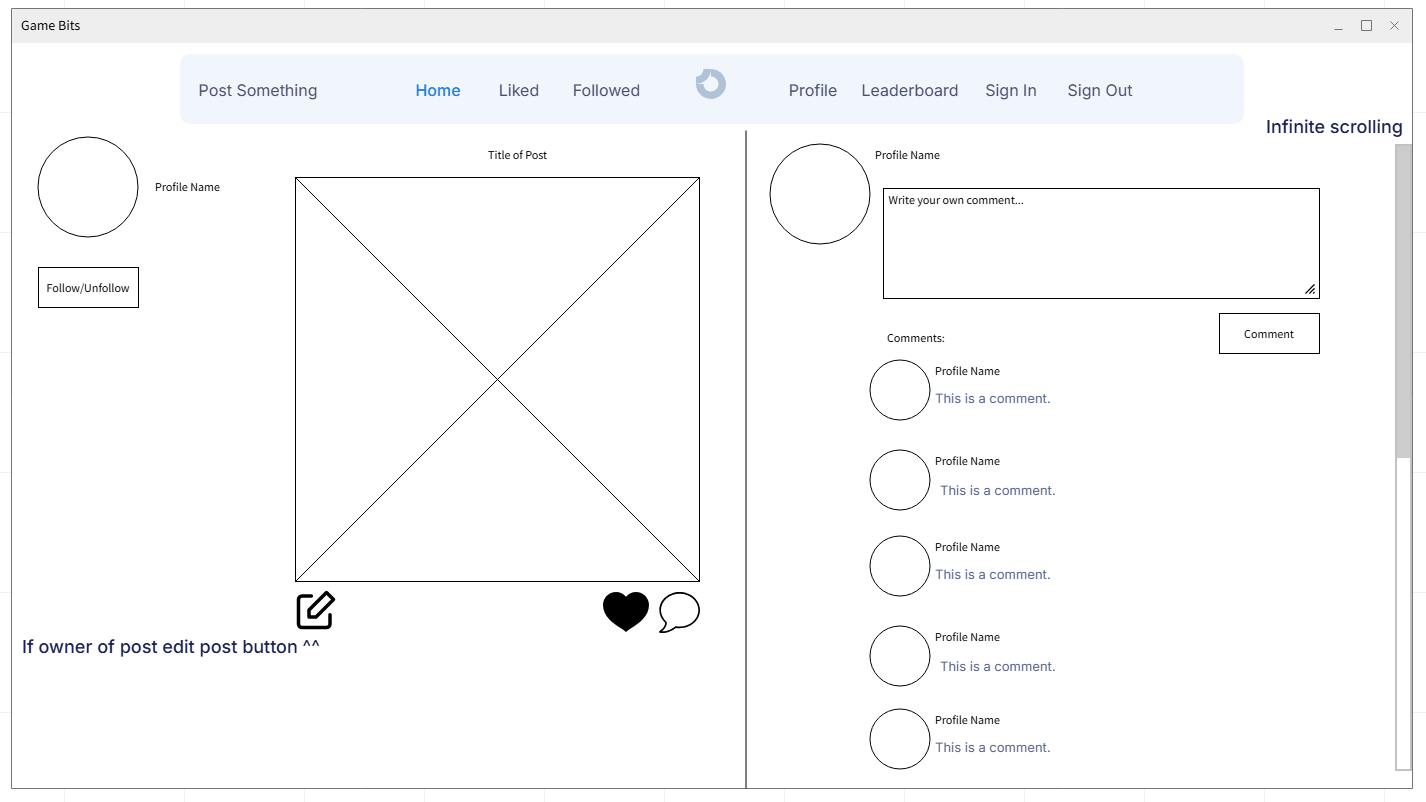 Game Bits
Post Something
Home
Liked
Followed
Profile
Leaderboard
Sign In
Sign Out
Infinite scrolling
Profile Name
Follow/Unfollow
Title of Post
If owner of post edit post button ^^
Profile Name
Write your own comment...
Comment
Comments:
Profile Name
This is a comment.
Profile Name
This is a comment.
Profile Name
This is a comment.
Profile Name
This is a comment.
Profile Name
This is a comment.